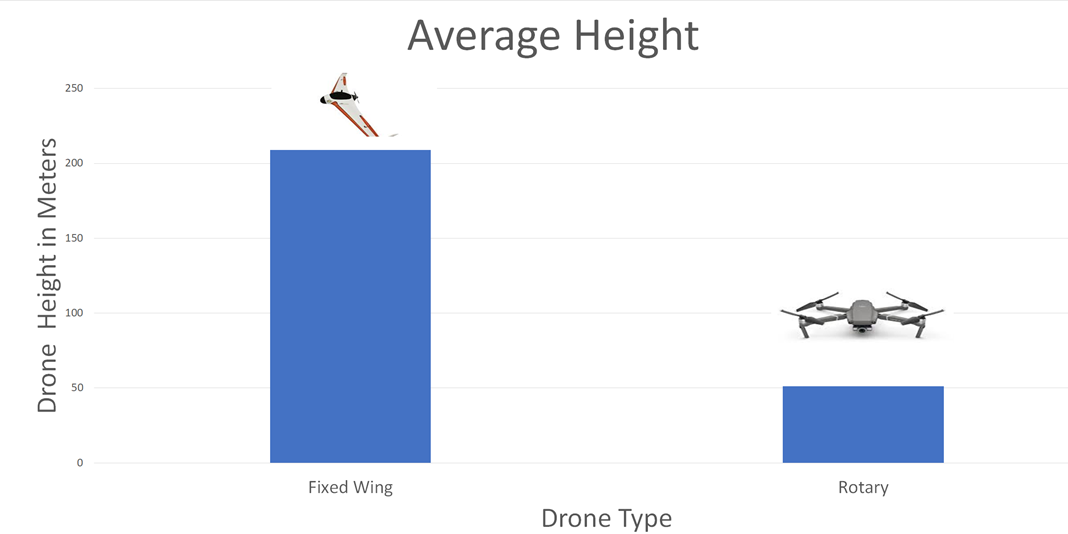 Average Height
Drone Height in Meters
250
200
150
100
50
0
Fixed Wing
Rotary
Drone Type